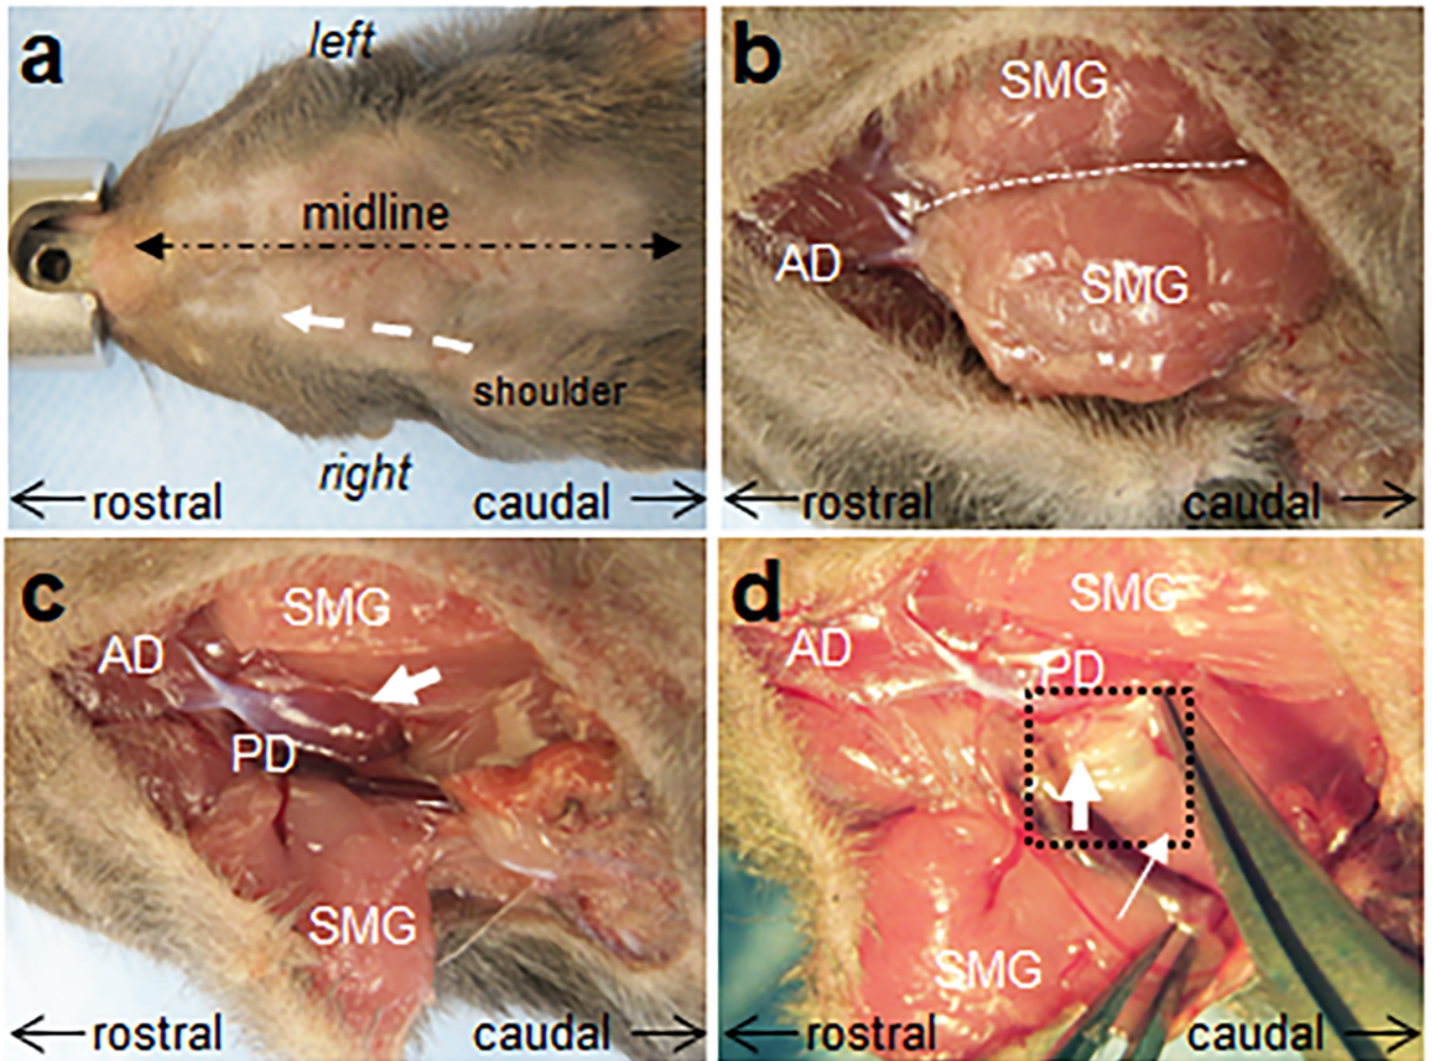 a
left
midline
shoulder
right
rostral
caudal
b
SMG
AD
SMG
rostral
caudal
c
SMG
AD
PD
SMG
rostral
caudal
d
SMG
AD
PD
SMG
rostral
caudal